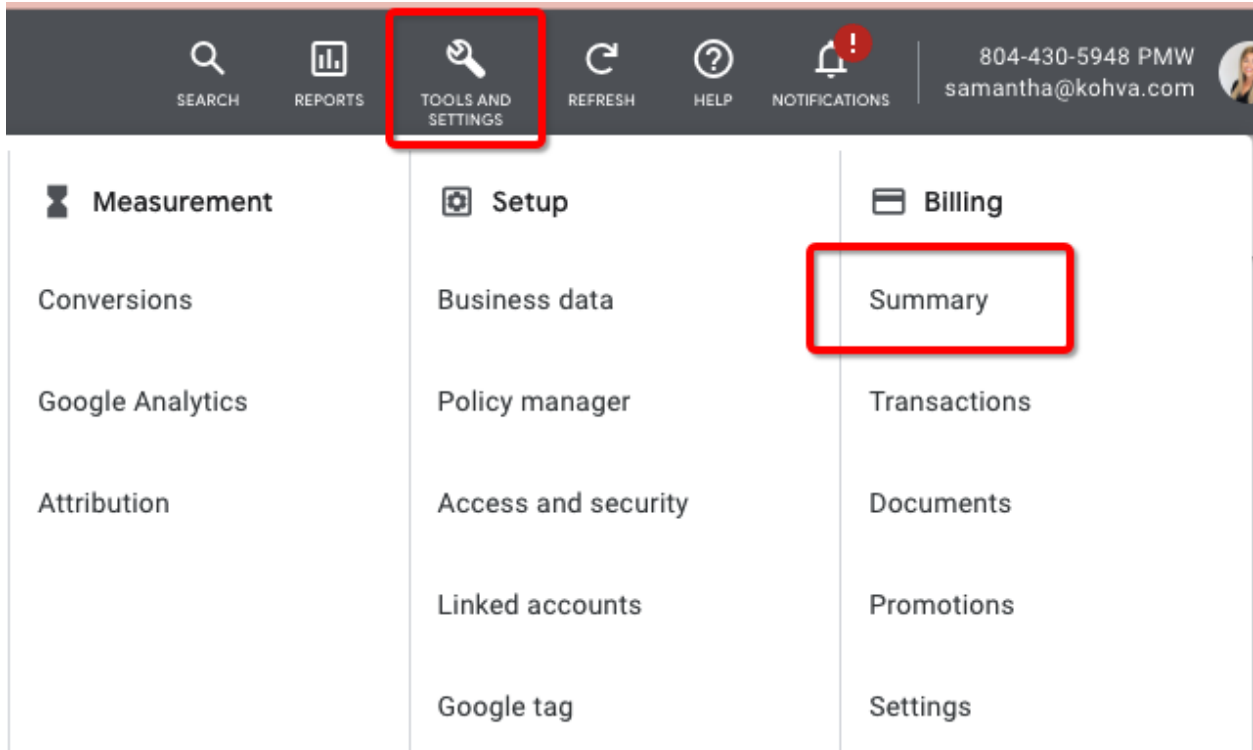 SEARCH
REPORTS
TOOLS AND
SETTINGS
REFRESH
HELP
!
NOTIFICATIONS
804-430-5948 PMW
samantha@kohva.com
Measurement
Conversions
Google Analytics
Attribution
Setup
Business data
Policy manager
Access and security
Linked accounts
Google tag
Billing
Summary
Transactions
Documents
Promotions
Settings